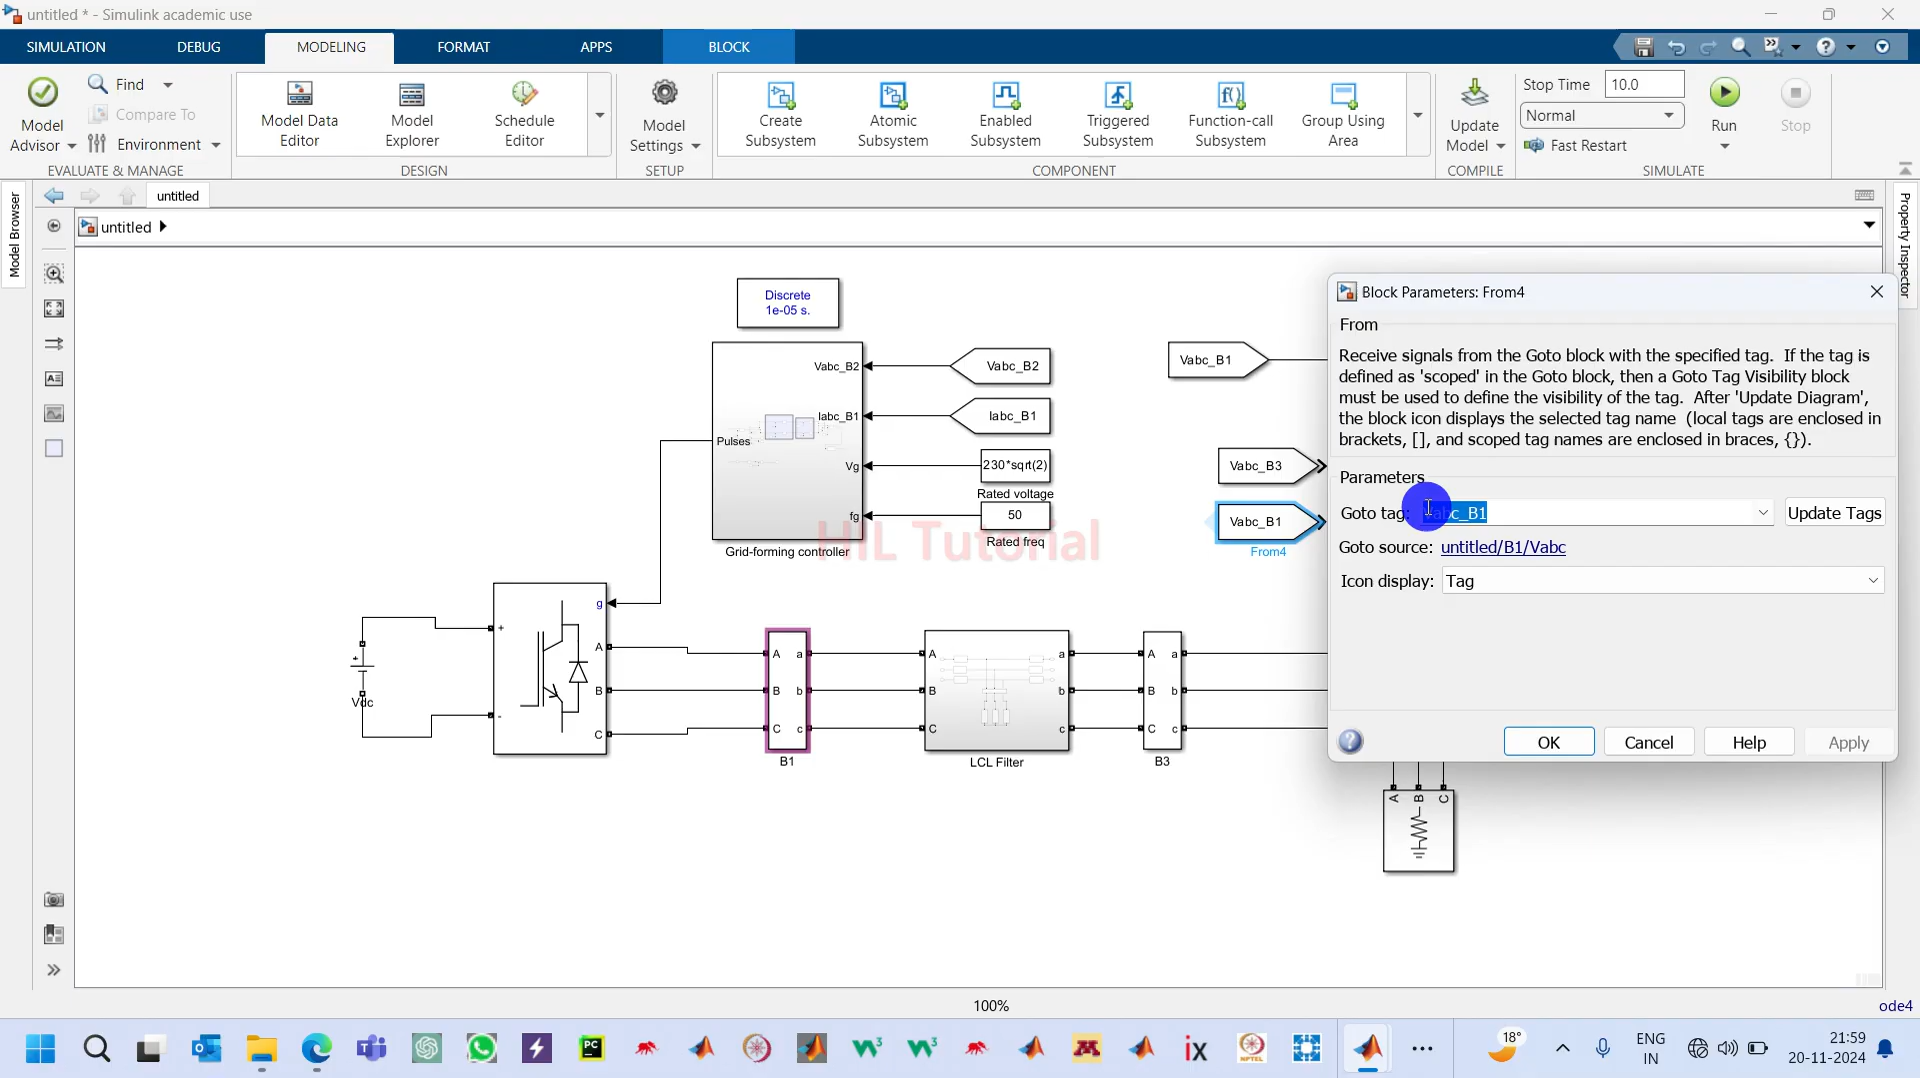 untitled * - Simulink academic use
SIMULATION
DEBUG
MODELING
FORMAT
APPS
BLOCK
Model
Advisor
Find
Compare To
Environment
EVALUATE & MANAGE
Model Data
Editor
Model
Explorer
Schedule
Editor
DESIGN
Model
Settings
SETUP
Create
Subsystem
Atomic
Subsystem
Enabled
Subsystem
Triggered
Subsystem
Function-call
Subsystem
Group Using
Area
COMPONENT
Update
Model
COMPILE
Stop Time
10.0
Normal
Fast Restart
Run
Stop
SIMULATE
Model Browser
untitled
untitled
Property Inspector
Discrete
1e-05 s.
Vabc_B2
Iabc_B1
Pulses
Vg
fg
Grid-forming controller
Vabc_B2
Iabc_B1
230*sqrt(2)
Rated voltage
50
Rated freq
HIL Tutorial
Vabc_B1
Vabc_B3
Vabc_B1
From4
Vdc
+
-
g
A
B
C
A a
B b
C c
B1
A a
B b
C c
LCL Filter
A a
B b
C c
B3
A B C
Block Parameters: From4
From
Receive signals from the Goto block with the specified tag. If the tag is
defined as 'scoped' in the Goto block, then a Goto Tag Visibility block
must be used to define the visibility of the tag. After 'Update Diagram',
the block icon displays the selected tag name (local tags are enclosed in
brackets, [], and scoped tag names are enclosed in braces, {}).
Parameters
Goto tag: Vabc_B1
Update Tags
Goto source: untitled/B1/Vabc
Icon display: Tag
OK
Cancel
Help
Apply
100%
ode4
18°
ENG
IN
21:59
20-11-2024